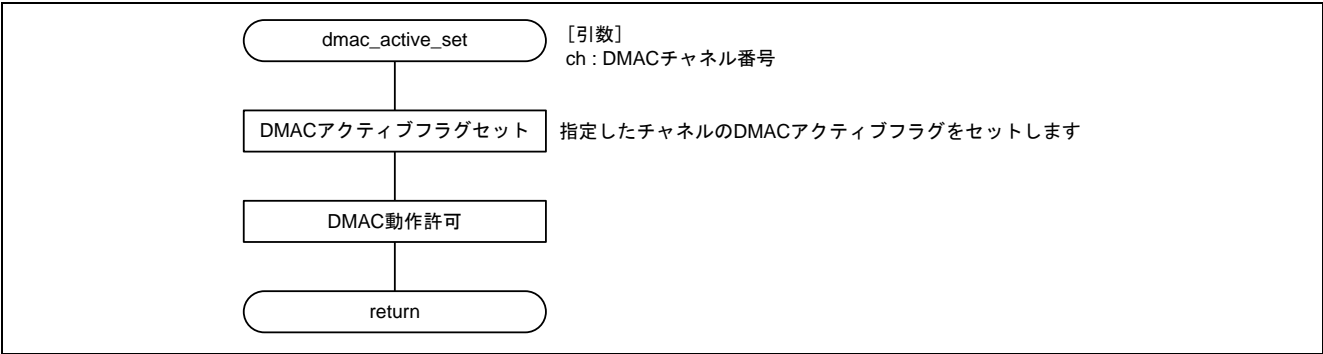 dmac_active_set
[引数]
ch : DMACチャネル番号
DMACアクティブフラグセット
指定したチャネルのDMACアクティブフラグをセットします
DMAC動作許可
return